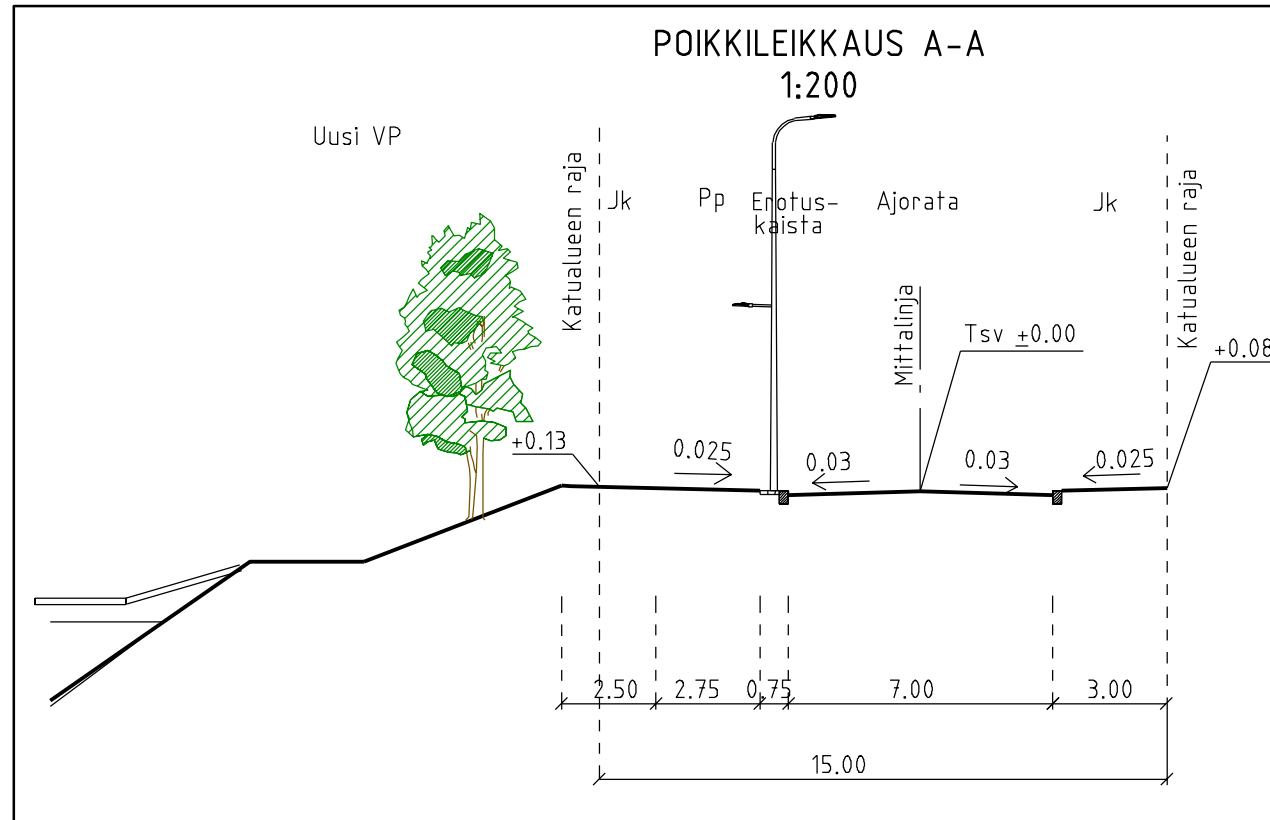 POIKKILEIKKAUS A-A
1:200
Uusi VP
Katualueen raja
Jk
Pp
Erotus-
kaista
Ajorata
Jk
Katualueen raja
Mittalinja
Tsv ±0.00
+0.08
+0.13
0.025
0.03
0.03
0.025
2.50
2.75
0.75
7.00
3.00
15.00